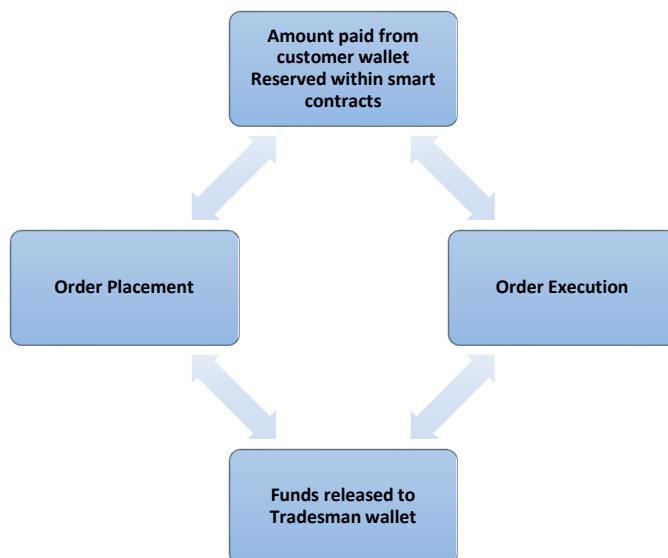 Amount paid from
customer wallet
Reserved within smart
contracts
Order Placement
Order Execution
Funds released to
Tradesman wallet